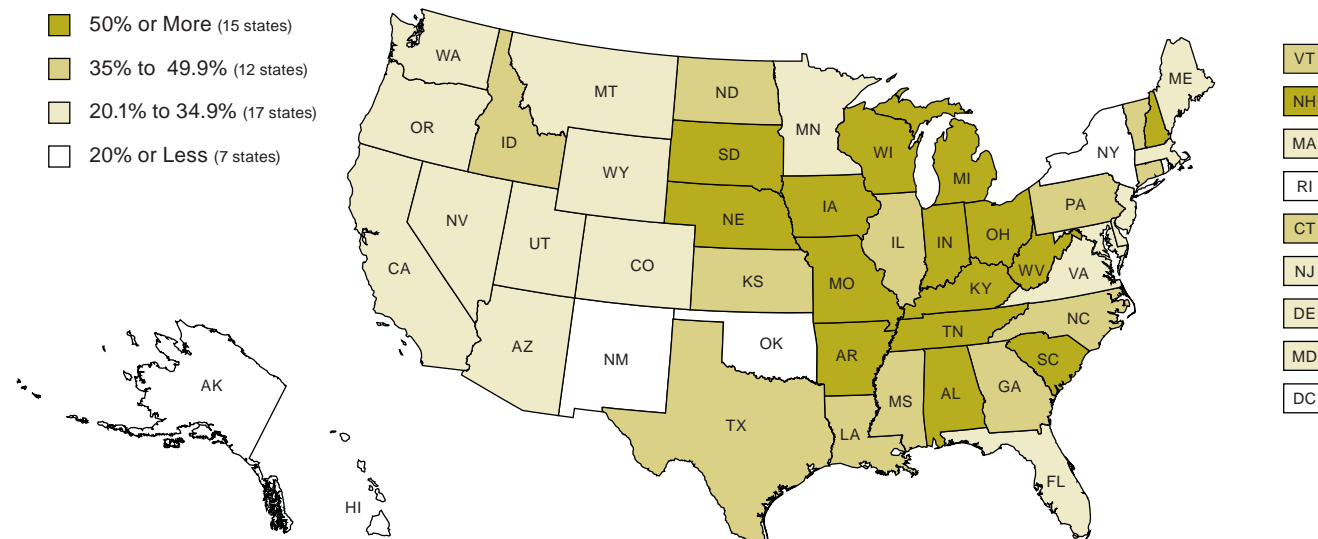 50% or More (15 states)
35% to 49.9% (12 states)
20.1% to 34.9% (17 states)
20% or Less (7 states)
WA
MT
ND
MN
ME
VT
NH
MA
RI
CT
NJ
DE
MD
DC
OR
ID
WY
SD
WI
MI
NY
NV
UT
CO
NE
IA
IL
IN
OH
PA
CA
KS
MO
KY
WV
VA
AZ
NM
OK
AR
TN
NC
SC
TX
LA
MS
AL
GA
FL
AK
HI